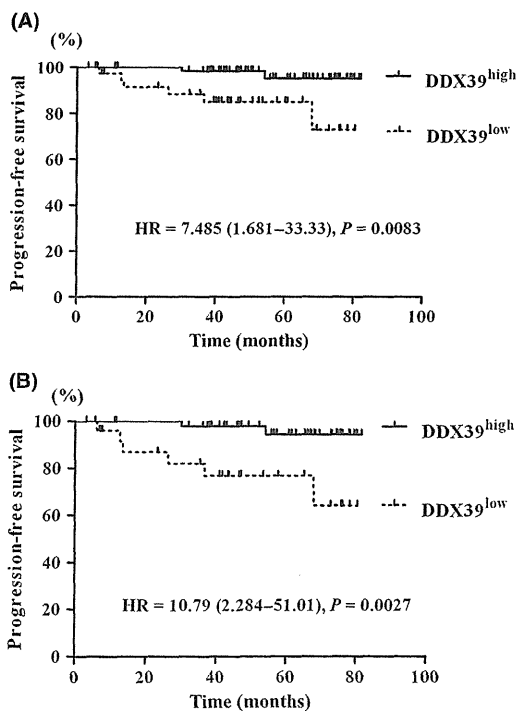 (A)
(%)
100
80
60
40
20
0
Progression-free survival
0 20 40 60 80 100
Time (months)
DDX39high
DDX39low
HR = 7.485 (1.681–33.33), P = 0.0083
(B)
(%)
100
80
60
40
20
0
Progression-free survival
0 20 40 60 80 100
Time (months)
DDX39high
DDX39low
HR = 10.79 (2.284–51.01), P = 0.0027